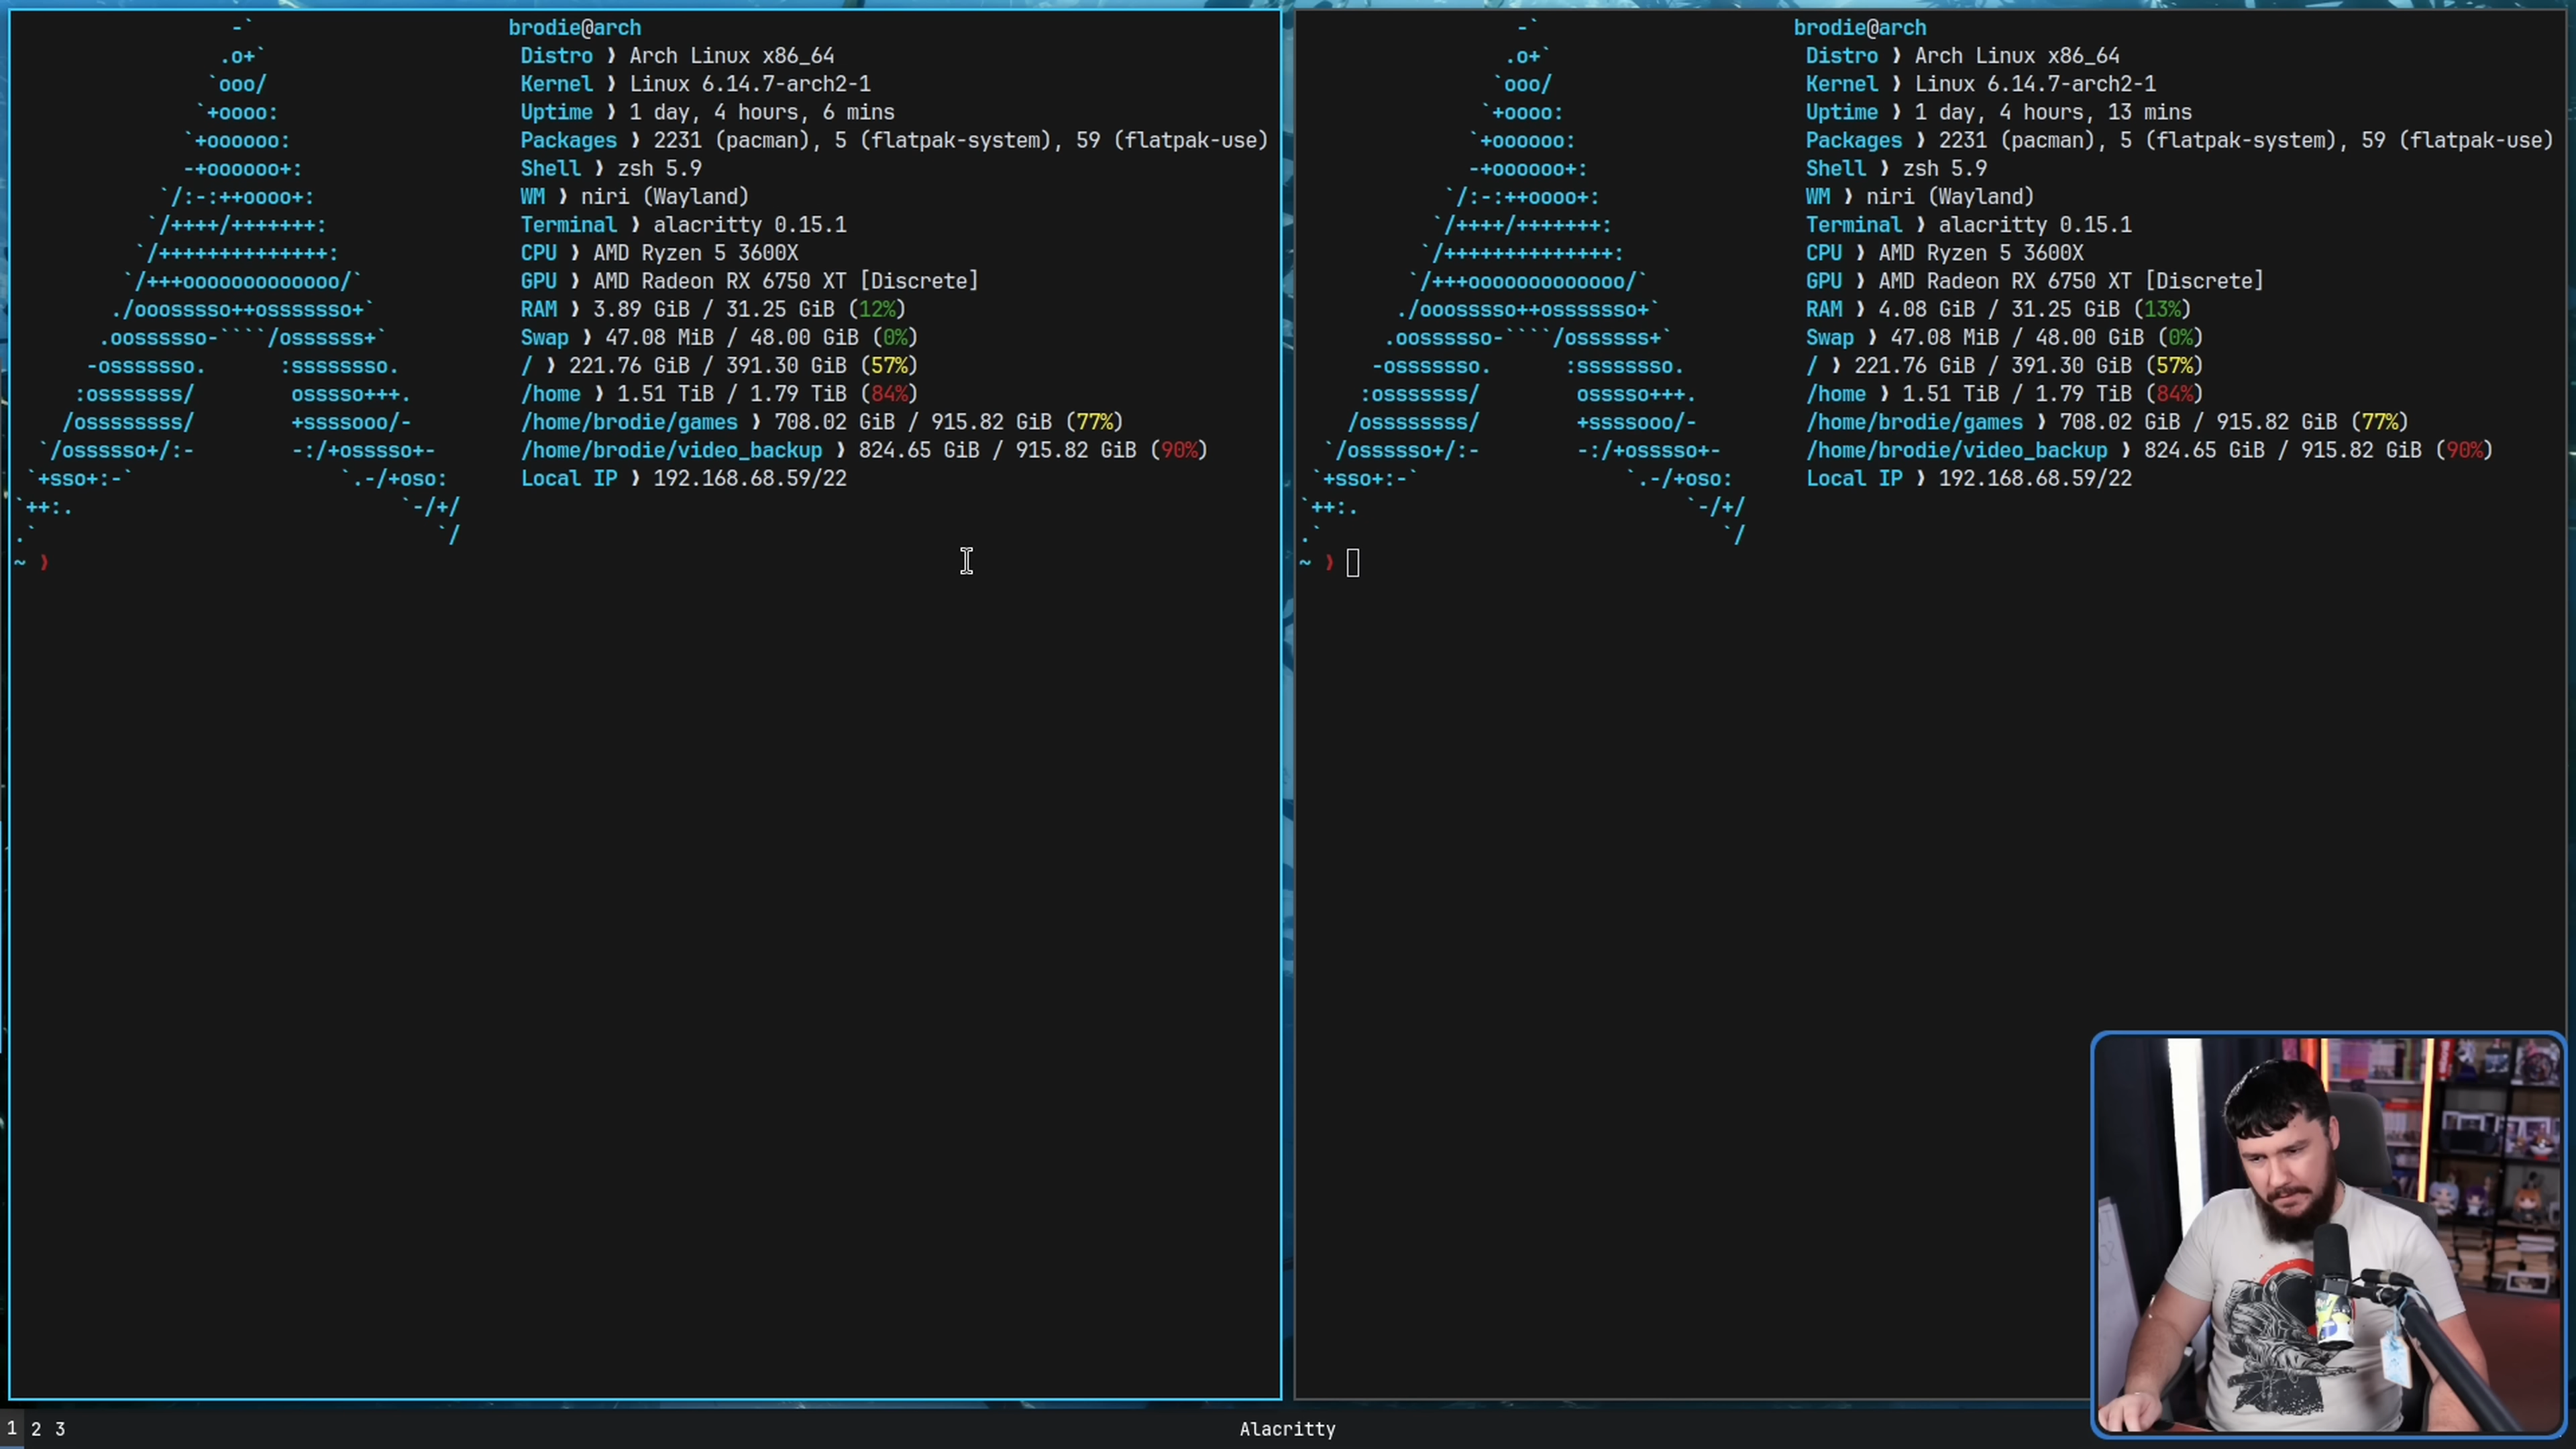 brodie@arch
Distro ❱ Arch Linux x86_64
Kernel ❱ Linux 6.14.7-arch2-1
Uptime ❱ 1 day, 4 hours, 6 mins
Packages ❱ 2231 (pacman), 5 (flatpak-system), 59 (flatpak-use)
Shell ❱ zsh 5.9
WM ❱ niri (Wayland)
Terminal ❱ alacritty 0.15.1
CPU ❱ AMD Ryzen 5 3600X
GPU ❱ AMD Radeon RX 6750 XT [Discrete]
RAM ❱ 3.89 GiB / 31.25 GiB (12%)
Swap ❱ 47.08 MiB / 48.00 GiB (0%)
/ ❱ 221.76 GiB / 391.30 GiB (57%)
/home ❱ 1.51 TiB / 1.79 TiB (84%)
/home/brodie/games ❱ 708.02 GiB / 915.82 GiB (77%)
/home/brodie/video_backup ❱ 824.65 GiB / 915.82 GiB (90%)
Local IP ❱ 192.168.68.59/22
~ ❱
brodie@arch
Distro ❱ Arch Linux x86_64
Kernel ❱ Linux 6.14.7-arch2-1
Uptime ❱ 1 day, 4 hours, 13 mins
Packages ❱ 2231 (pacman), 5 (flatpak-system), 59 (flatpak-use)
Shell ❱ zsh 5.9
WM ❱ niri (Wayland)
Terminal ❱ alacritty 0.15.1
CPU ❱ AMD Ryzen 5 3600X
GPU ❱ AMD Radeon RX 6750 XT [Discrete]
RAM ❱ 4.08 GiB / 31.25 GiB (13%)
Swap ❱ 47.08 MiB / 48.00 GiB (0%)
/ ❱ 221.76 GiB / 391.30 GiB (57%)
/home ❱ 1.51 TiB / 1.79 TiB (84%)
/home/brodie/games ❱ 708.02 GiB / 915.82 GiB (77%)
/home/brodie/video_backup ❱ 824.65 GiB / 915.82 GiB (90%)
Local IP ❱ 192.168.68.59/22
~ ❱
1 2 3
Alacritty